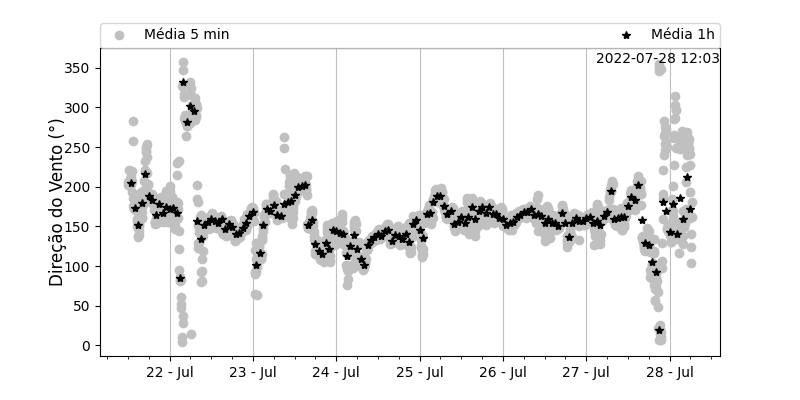 Média 5 min
Média 1h
2022-07-28 12:03
Direção do Vento (°)
350
300
250
200
150
100
50
0
22 - Jul
23 - Jul
24 - Jul
25 - Jul
26 - Jul
27 - Jul
28 - Jul